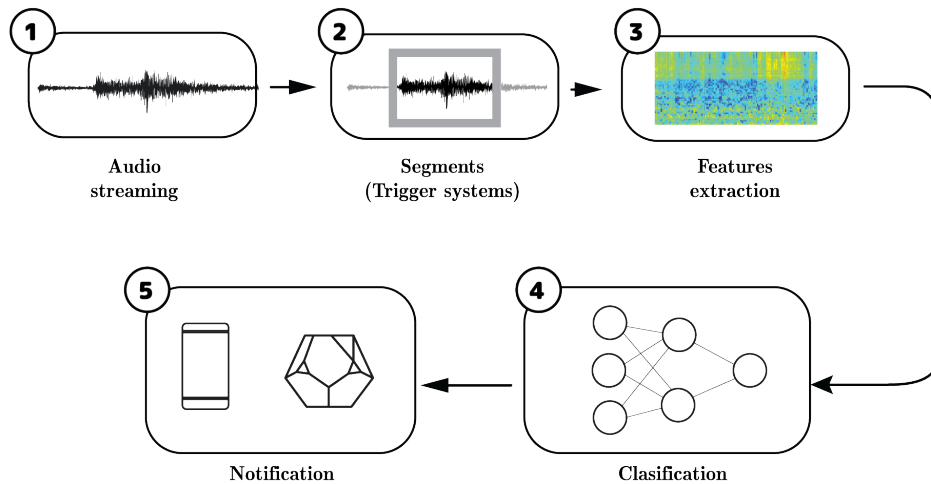 1
2
3
Audio
streaming
Segments
(Trigger systems)
Features
extraction
5
4
Notification
Clasification